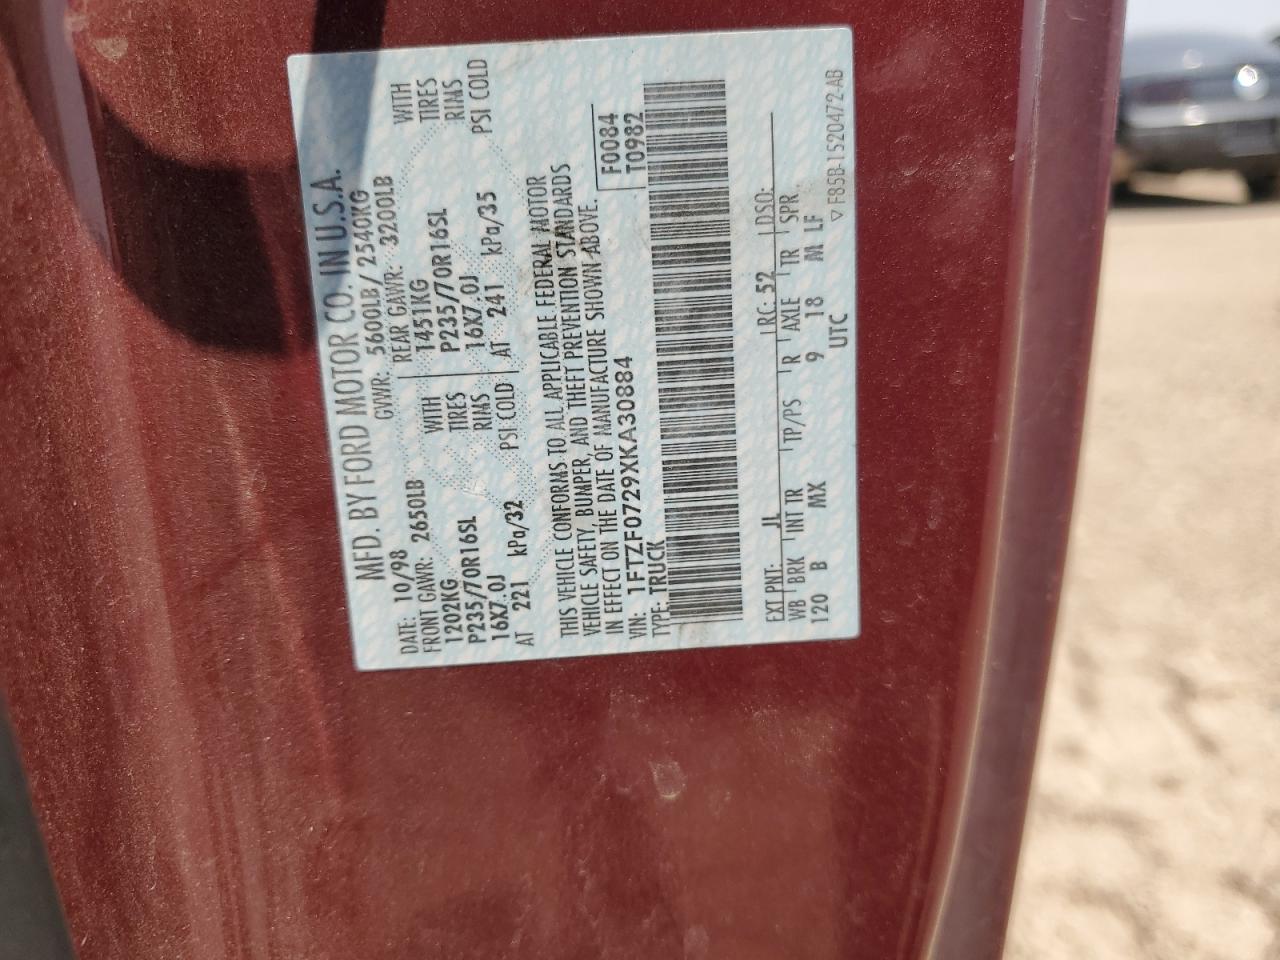 MFD. BY FORD MOTOR CO. IN U.S.A.
DATE: 10/98 GVWR: 5600LB / 2540KG
FRONT GAWR: 2650LB REAR GAWR: 3200LB
1202KG WITH 1451KG WITH
P235/70R16SL TIRES P235/70R16SL TIRES
16X7.0J RIMS 16X7.0J RIMS
AT 221 kPa/32 PSI COLD AT 241 kPa/35 PSI COLD
THIS VEHICLE CONFORMS TO ALL APPLICABLE FEDERAL MOTOR
VEHICLE SAFETY, BUMPER, AND THEFT PREVENTION STANDARDS
IN EFFECT ON THE DATE OF MANUFACTURE SHOWN ABOVE.
F0084
VIN: 1FTZF0729XKA30884 T0982
TYPE: TRUCK
EXT PNT: JL RC: 52 DSO:
WB BRK INT TR TP/PS R AXLE TR SPR
120 B MX 9 18 M LF
UTC ▽F85B-1520472-AB